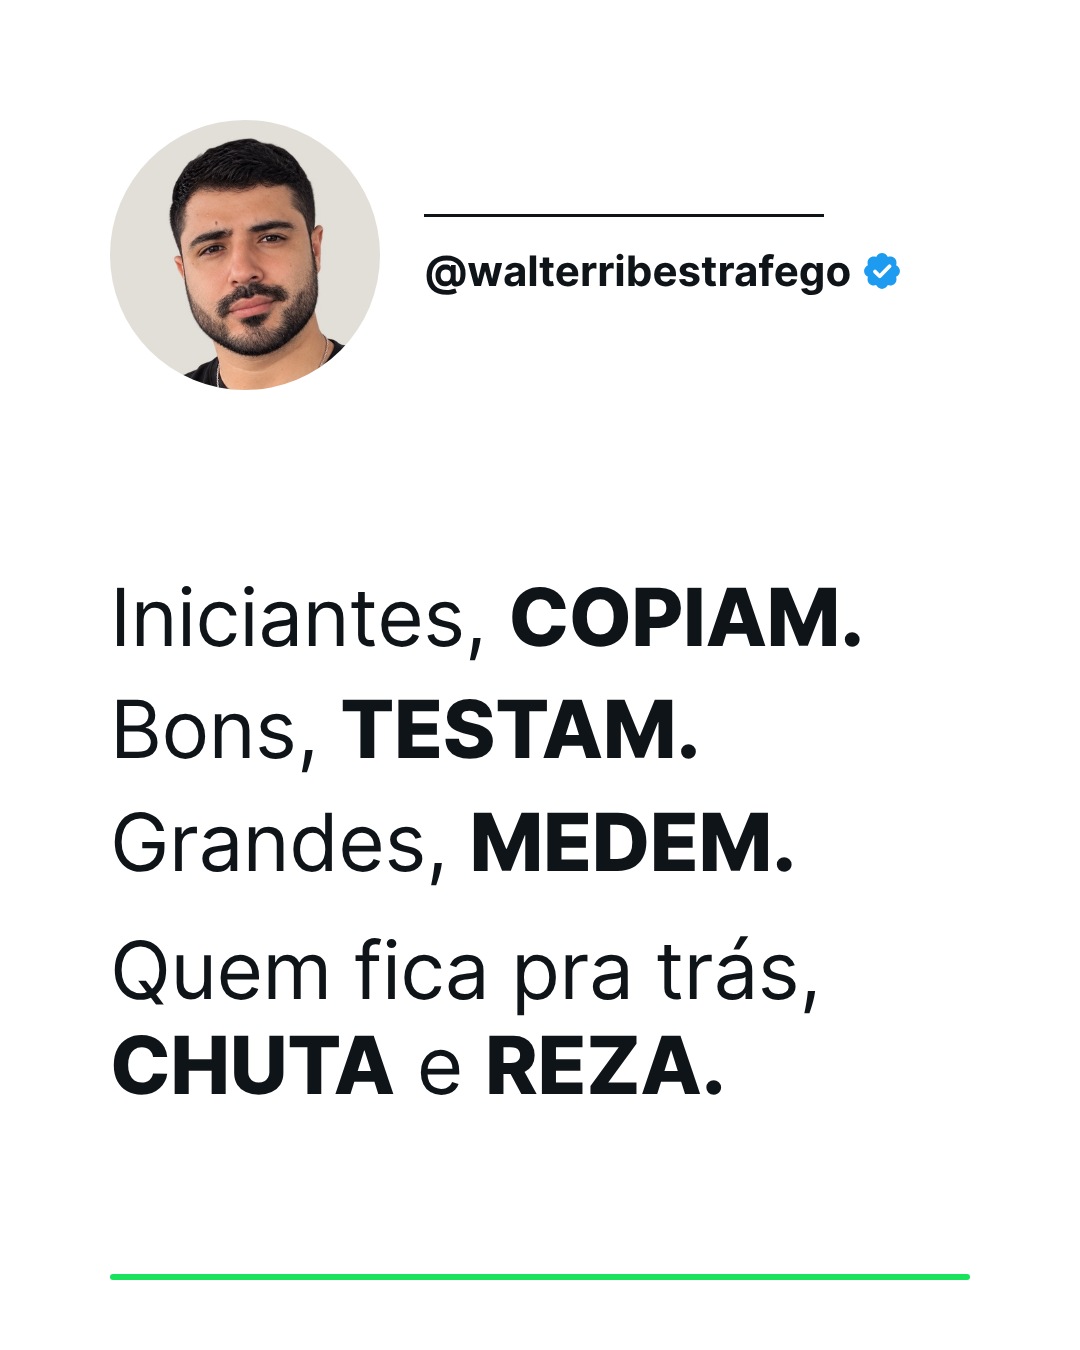 @walterribestrafego
Iniciantes, COPIAM.
Bons, TESTAM.
Grandes, MEDEM.
Quem fica pra trás,
CHUTA e REZA.